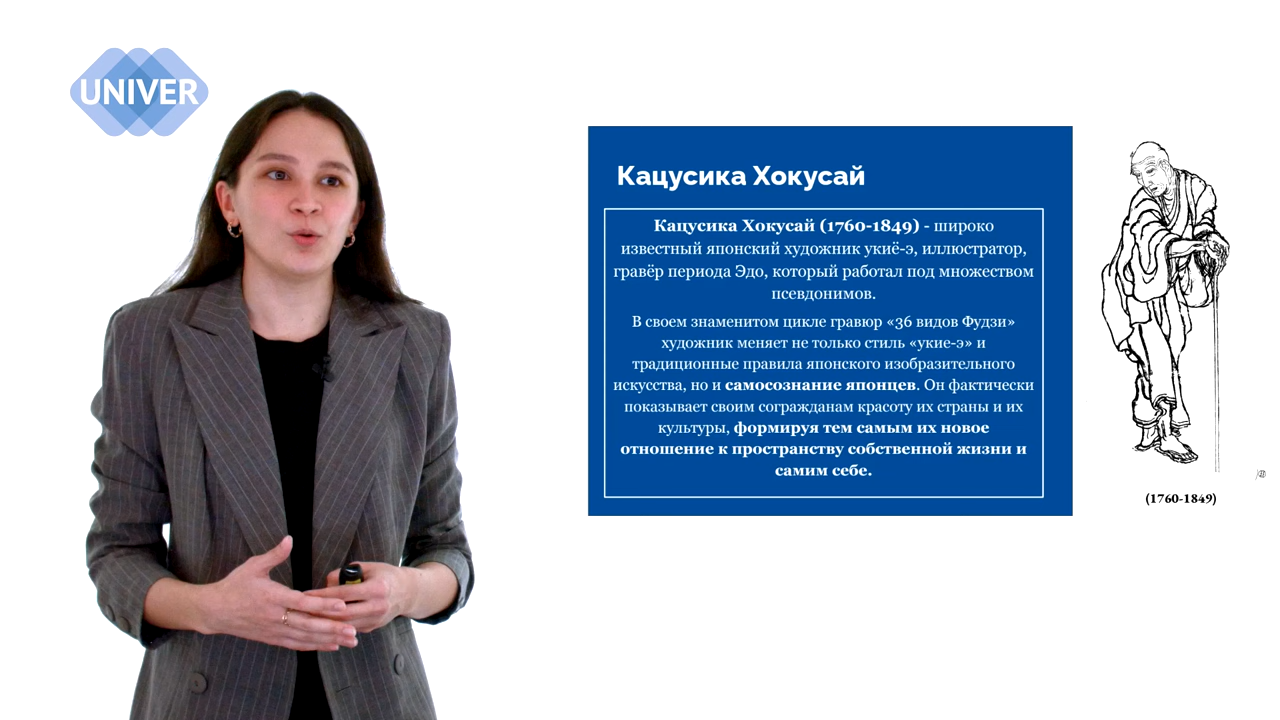 UNIVER
Кацусика Хокусай
Кацусика Хокусай (1760-1849) - широко
известный японский художник укиё-э, иллюстратор,
гравёр периода Эдо, который работал под множеством
псевдонимов.
В своем знаменитом цикле гравюр «36 видов Фудзи»
художник меняет не только стиль «укие-э» и
традиционные правила японского изобразительного
искусства, но и самосознание японцев. Он фактически
показывает своим согражданам красоту их страны и их
культуры, формируя тем самым их новое
отношение к пространству собственной жизни и
самим себе.
(1760-1849)